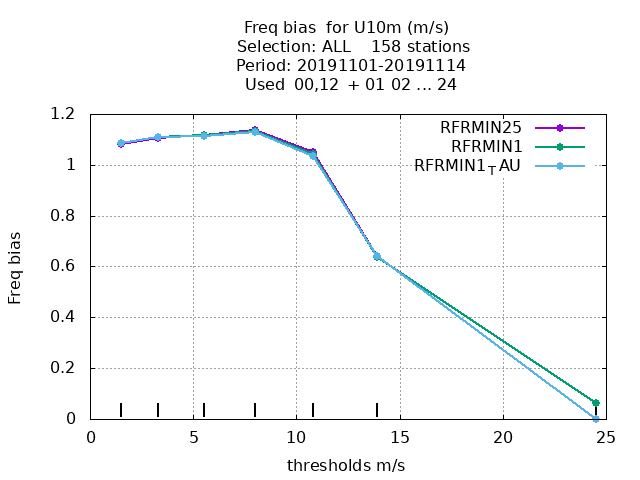 Freq bias  for U10m (m/s)
Selection: ALL    158 stations
Period: 20191101-20191114
Used  00,12  + 01 02 ... 24
RFRMIN25
RFRMIN1
RFRMIN1TAU
1.2
1
0.8
0.6
0.4
0.2
0
Freq bias
0 5 10 15 20 25
thresholds m/s